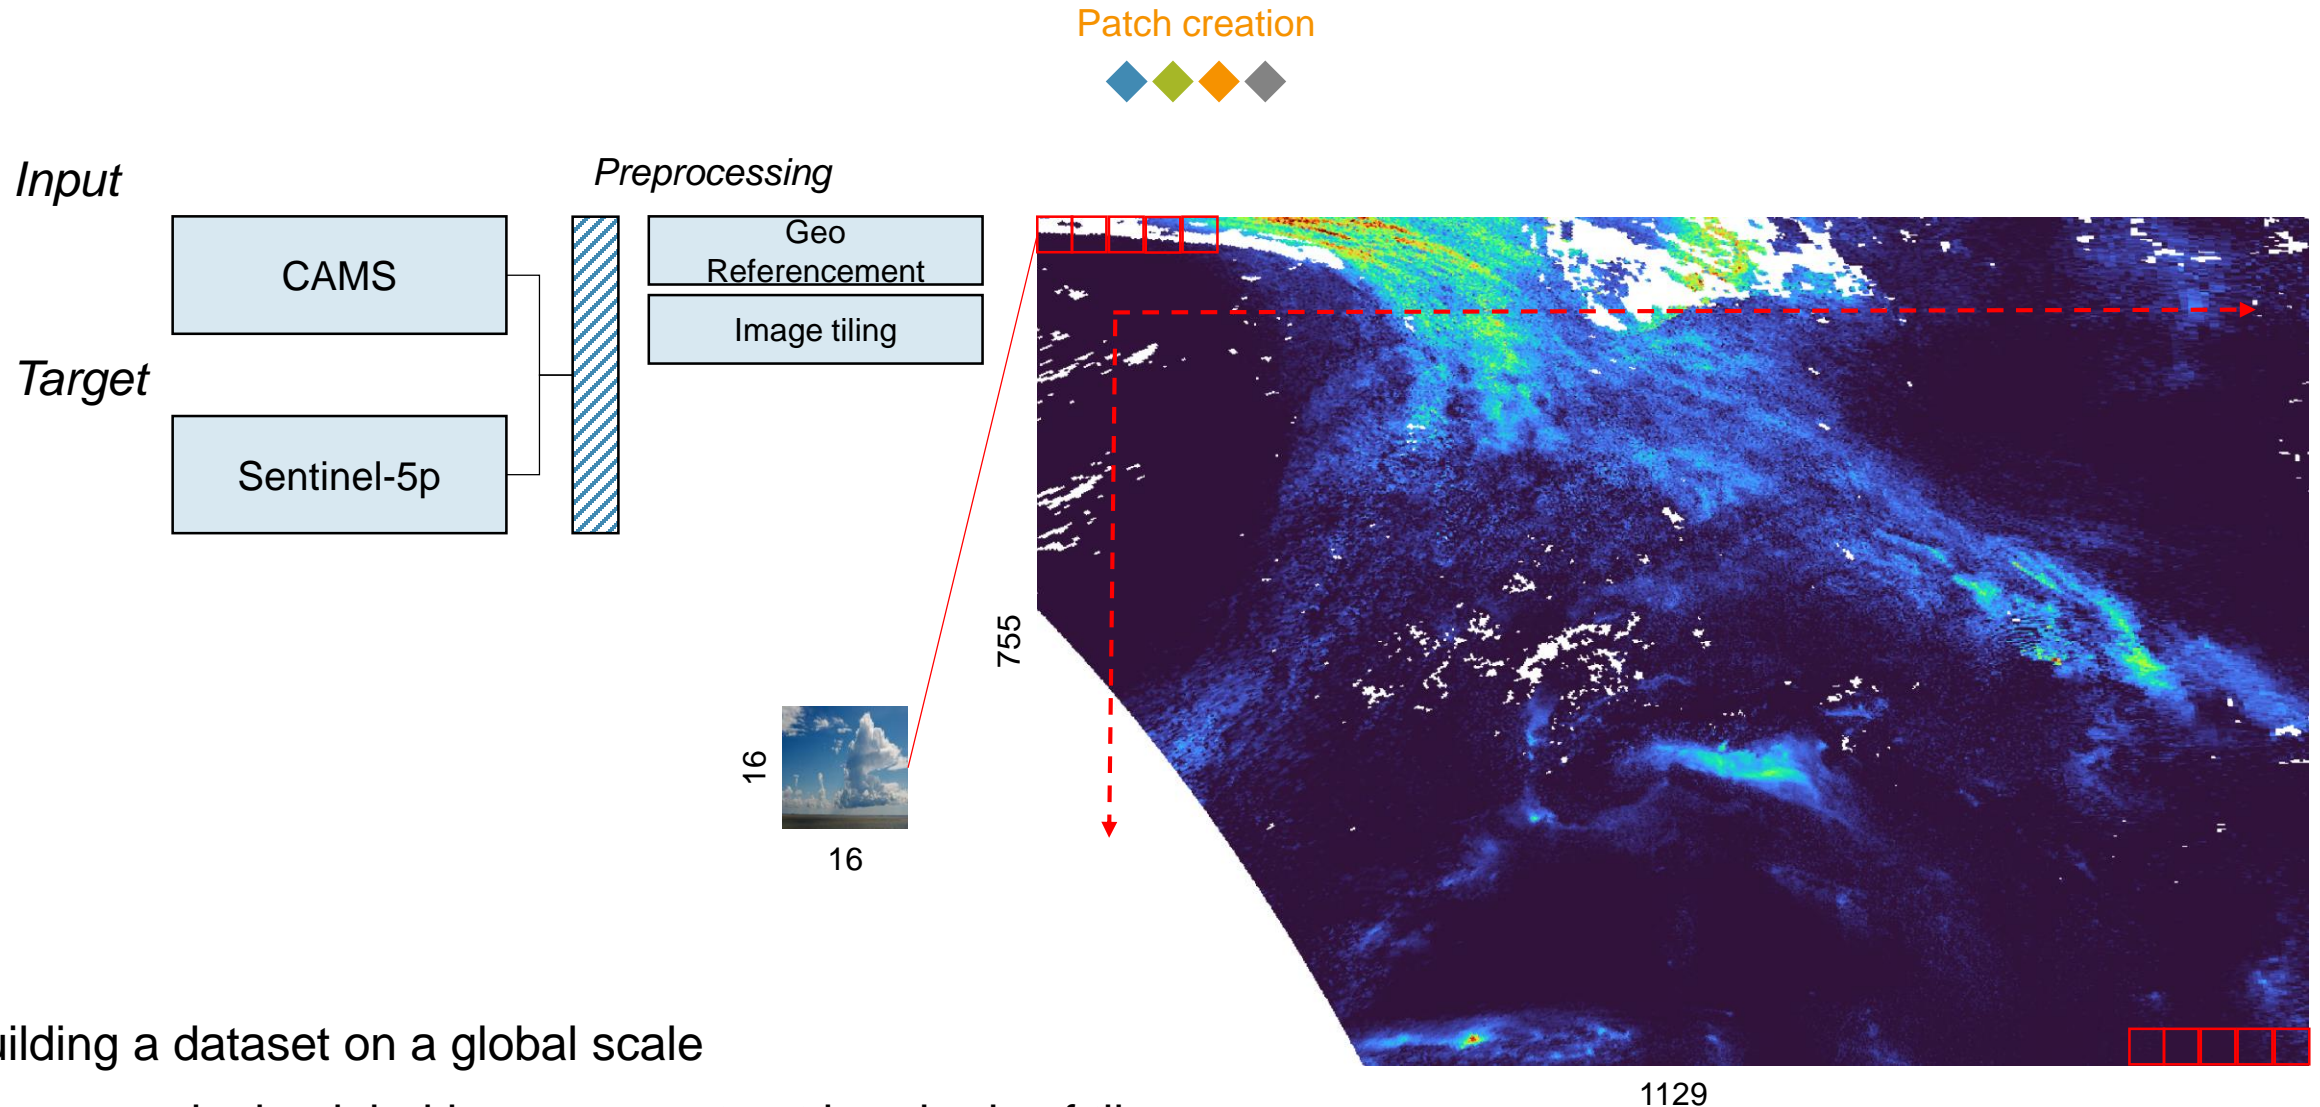 Patch creation
Input
Preprocessing
CAMS
Geo
Referencement
Image tiling
Target
Sentinel-5p
755
16
16
uilding a dataset on a global scale
1129